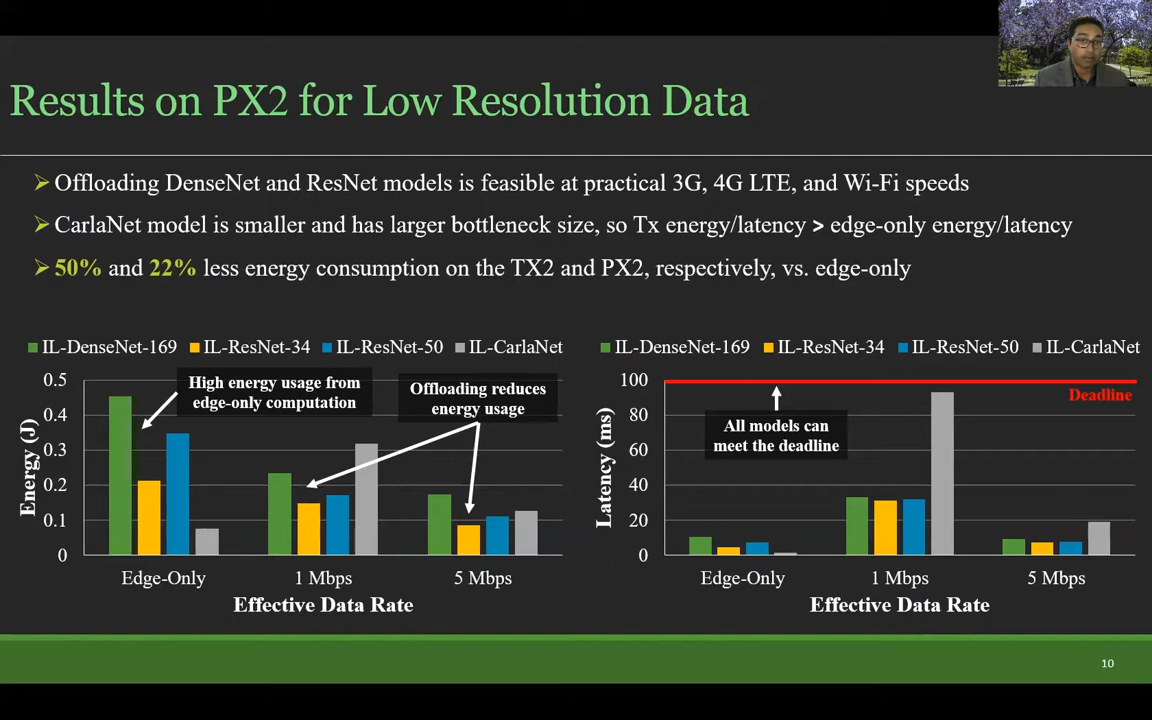 Results on PX2 for Low Resolution Data
Offloading DenseNet and ResNet models is feasible at practical 3G, 4G LTE, and Wi-Fi speeds
CarlaNet model is smaller and has larger bottleneck size, so Tx energy/latency > edge-only energy/latency
50% and 22% less energy consumption on the TX2 and PX2, respectively, vs. edge-only
IL-DenseNet-169 IL-ResNet-34 IL-ResNet-50 IL-CarlaNet
0.5
0.4
0.3
0.2
0.1
0
Energy (J)
High energy usage from
edge-only computation
Offloading reduces
energy usage
Edge-Only 1 Mbps 5 Mbps
Effective Data Rate
IL-DenseNet-169 IL-ResNet-34 IL-ResNet-50 IL-CarlaNet
100
80
60
40
20
0
Latency (ms)
Deadline
All models can
meet the deadline
Edge-Only 1 Mbps 5 Mbps
Effective Data Rate
10